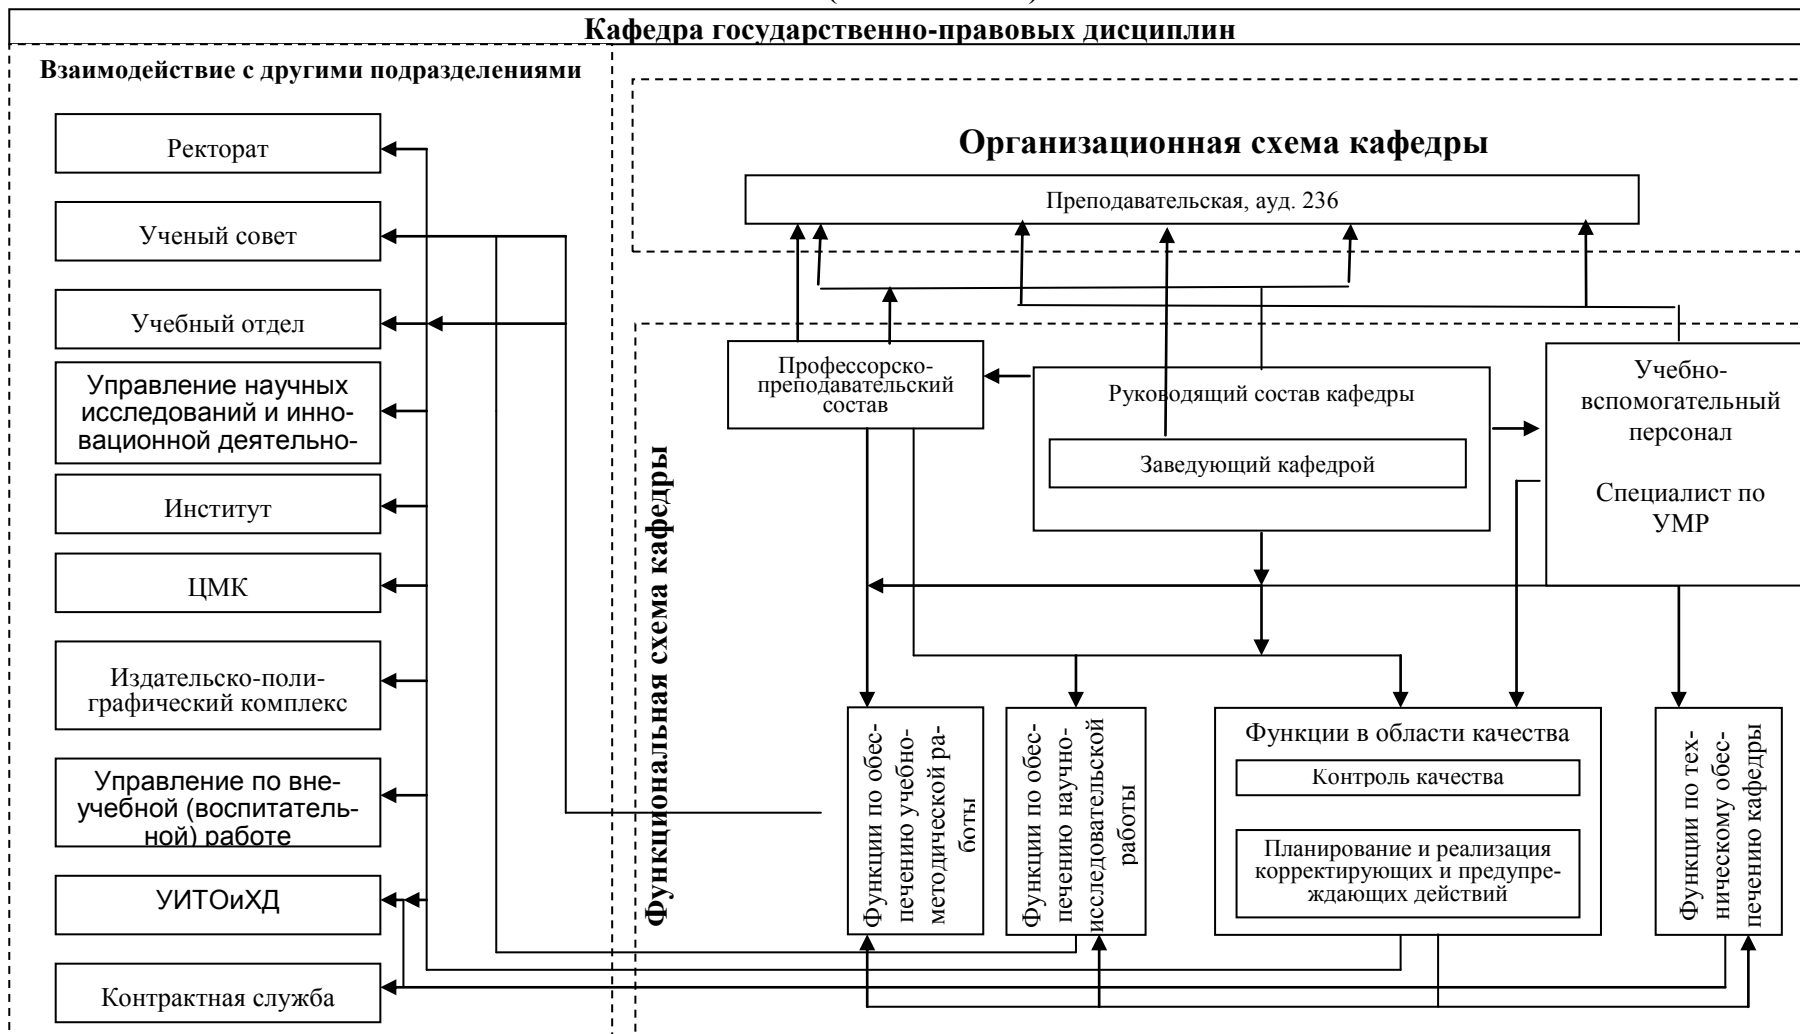 Кафедра государственно-правовых дисциплин
Взаимодействие с другими подразделениями
Ректорат
Ученый совет
Учебный отдел
Управление научных
исследований и инно-
вационной деятельно-
Институт
ЦМК
Издательско-поли-
графический комплекс
Управление по вне-
учебной (воспитатель-
ной) работе
УИТОиХД
Контрактная служба
Организационная схема кафедры
Преподавательская, ауд. 236
Функциональная схема кафедры
Профессорско-
преподавательский
состав
Руководящий состав кафедры
Заведующий кафедрой
Учебно-
вспомогательный
персонал
Специалист по
УМР
Функции по обес-
печению учебно-
методической ра-
боты
Функции по обес-
печению научно-
исследовательской
работы
Функции в области качества
Контроль качества
Планирование и реализация
корректирующих и предупре-
ждающих действий
Функции по тех-
ническому обес-
печению кафедры